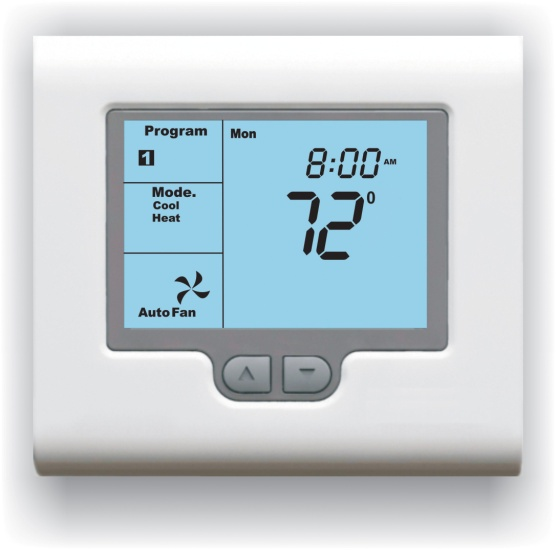 Program
1
Mode.
Cool
Heat
Auto Fan
Mon
8:00 AM
72°